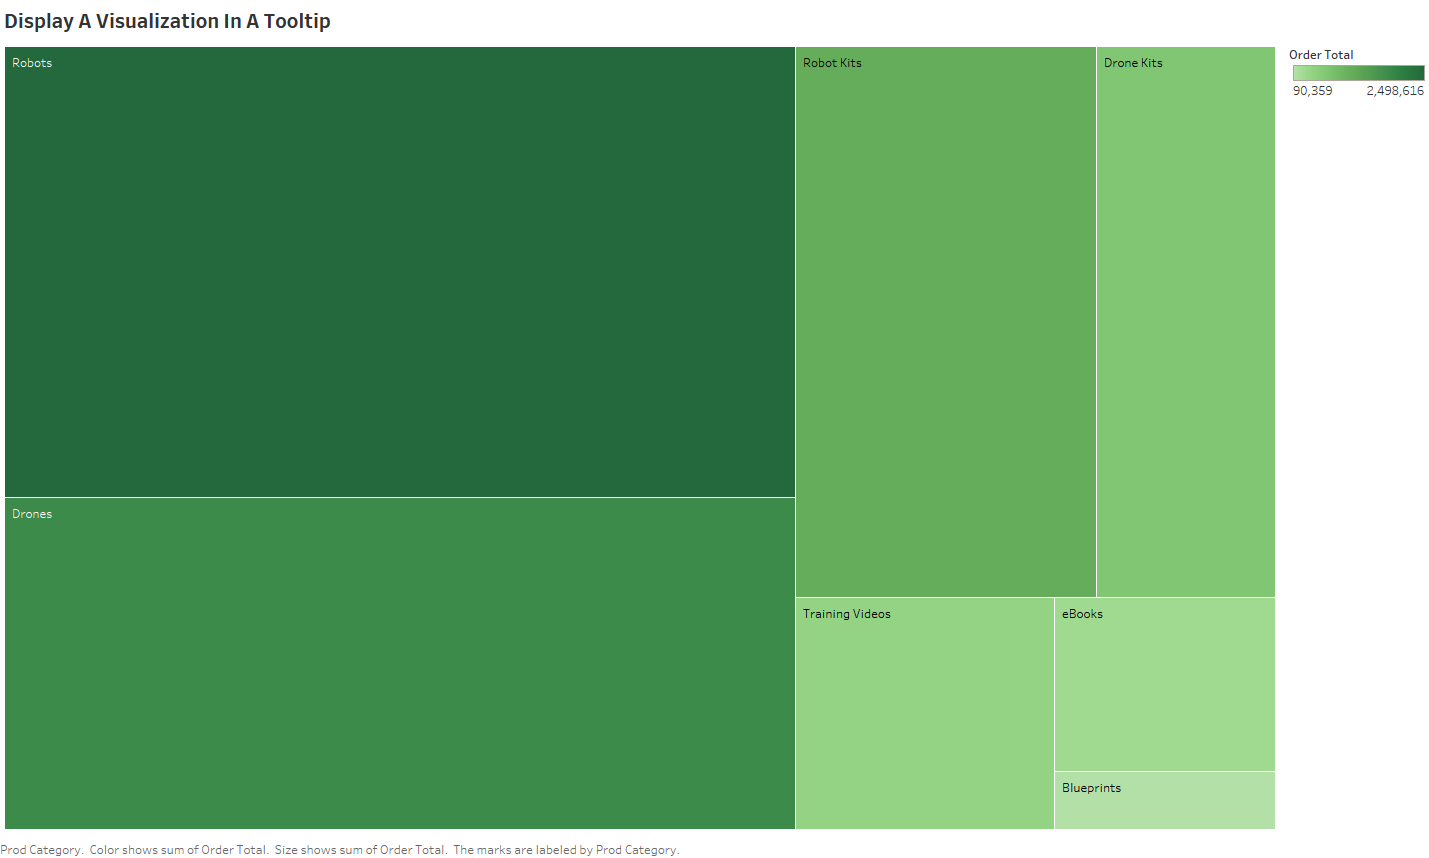 Display A Visualization In A Tooltip
Robots
Robot Kits
Drone Kits
Order Total
90,359
2,498,616
Drones
Training Videos
eBooks
Blueprints
Prod Category. Color shows sum of Order Total. Size shows sum of Order Total. The marks are labeled by Prod Category.